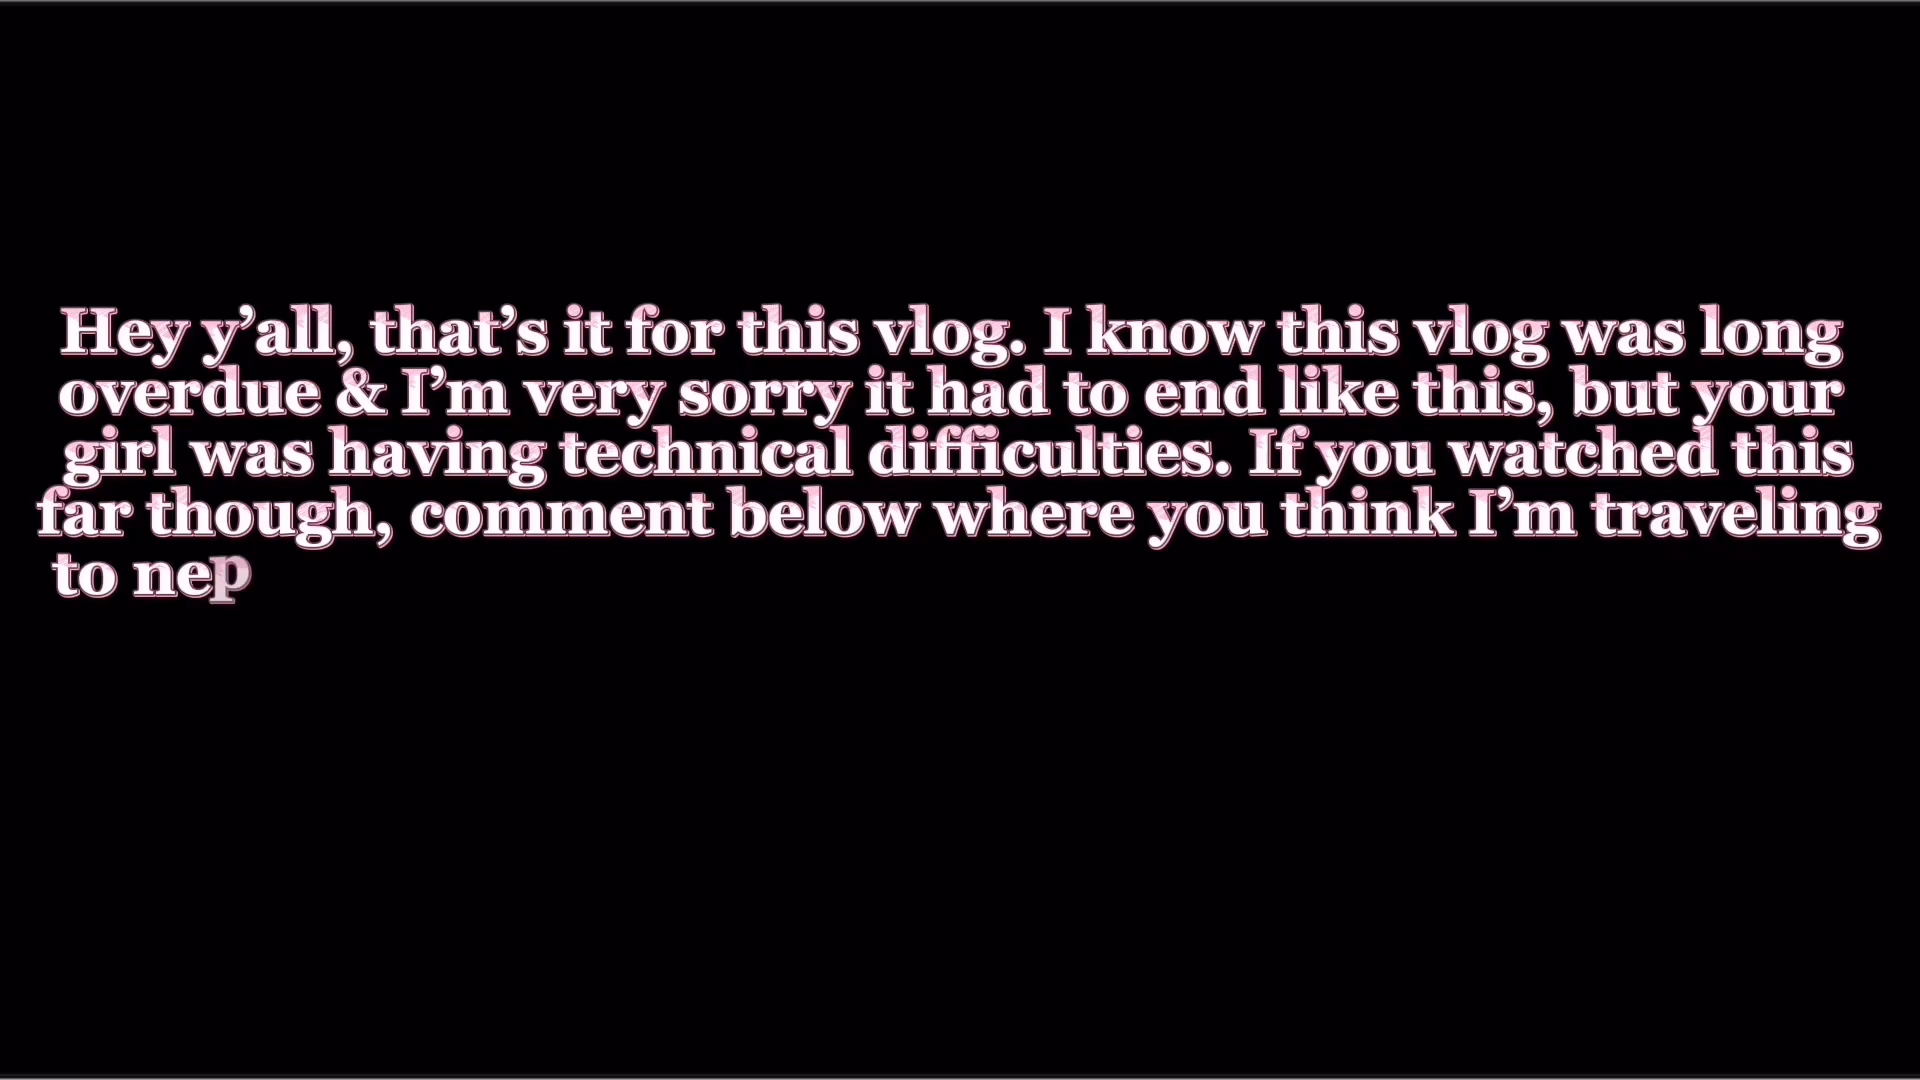 Hey y’all, that’s it for this vlog. I know this vlog was long
overdue & I’m very sorry it had to end like this, but your
girl was having technical difficulties. If you watched this
far though, comment below where you think I’m traveling
to nep